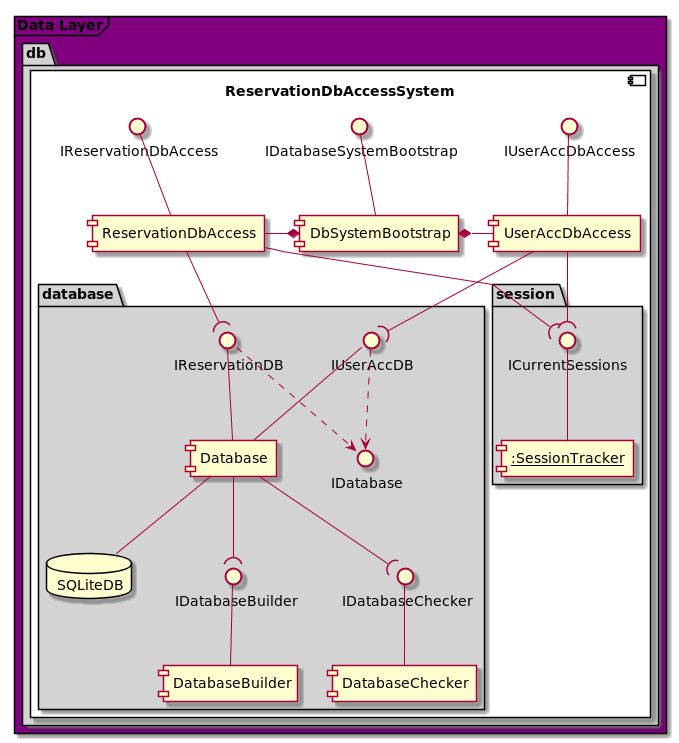 Data Layer
db
ReservationDbAccessSystem
IReservationDbAccess
IDatabaseSystemBootstrap
IUserAccDbAccess
ReservationDbAccess
DbSystemBootstrap
UserAccDbAccess
database
session
IReservationDB
IUserAccDB
ICurrentSessions
Database
IDatabase
:SessionTracker
SQLiteDB
IDatabaseBuilder
IDatabaseChecker
DatabaseBuilder
DatabaseChecker